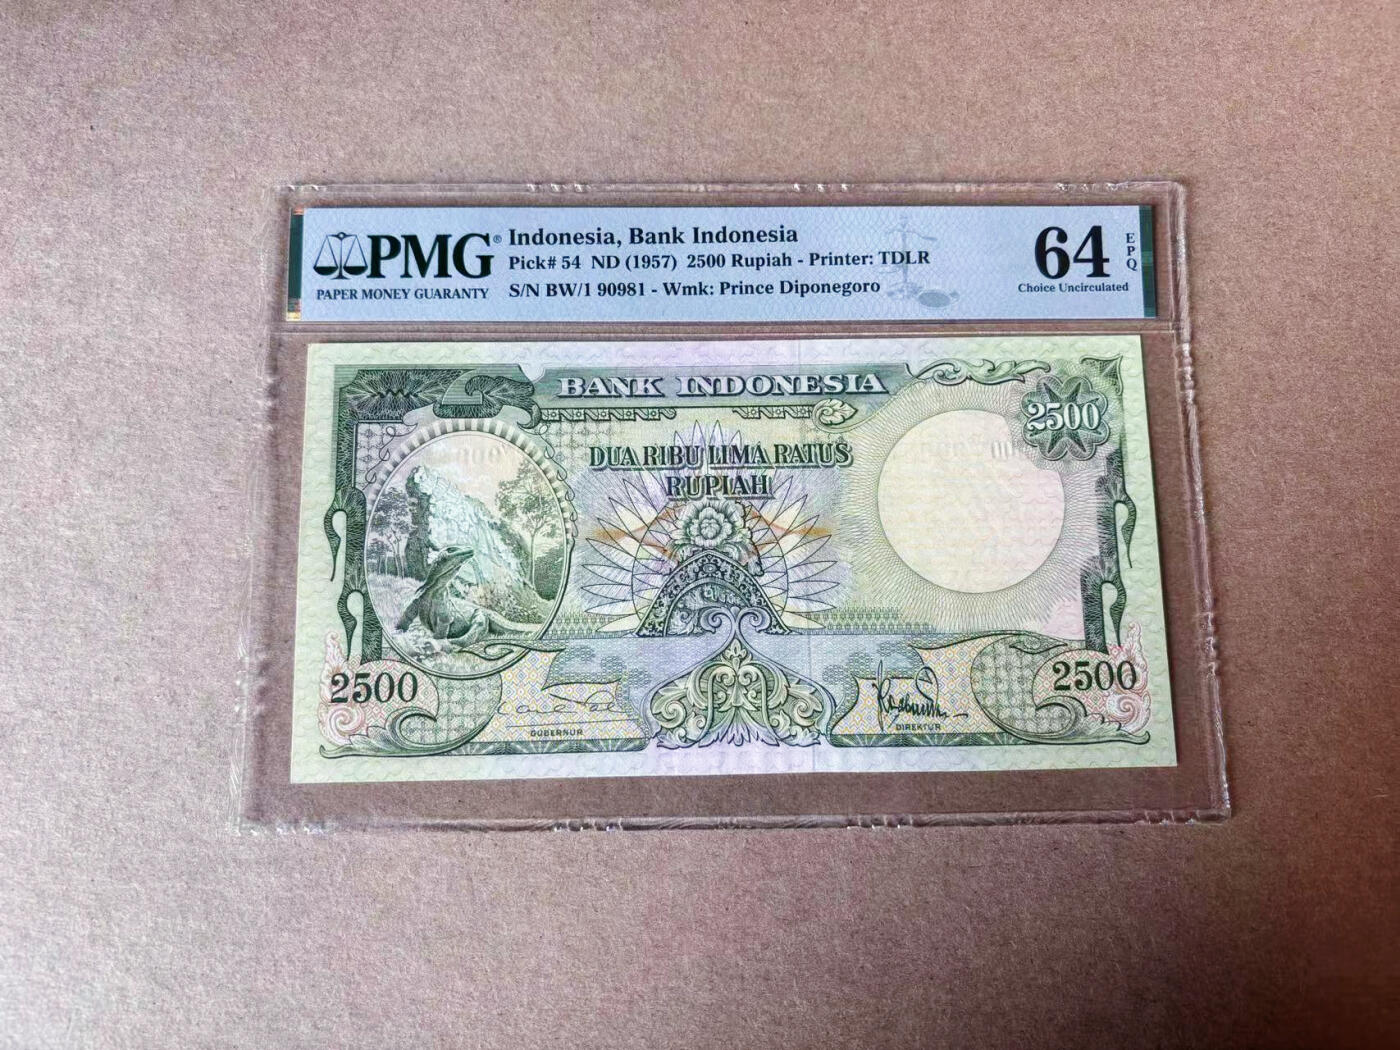 PMG®
PAPER MONEY GUARANTY
Indonesia, Bank Indonesia
Pick# 54 ND (1957) 2500 Rupiah - Printer: TDLR
S/N BW/1 90981 - Wmk: Prince Diponegoro
64
EPQ
Choice Uncirculated
BANK INDONESIA
2500
DUA RIBU LIMA RATUS
RUPIAH
2500
2500
GUBERNUR
DIREKTUR